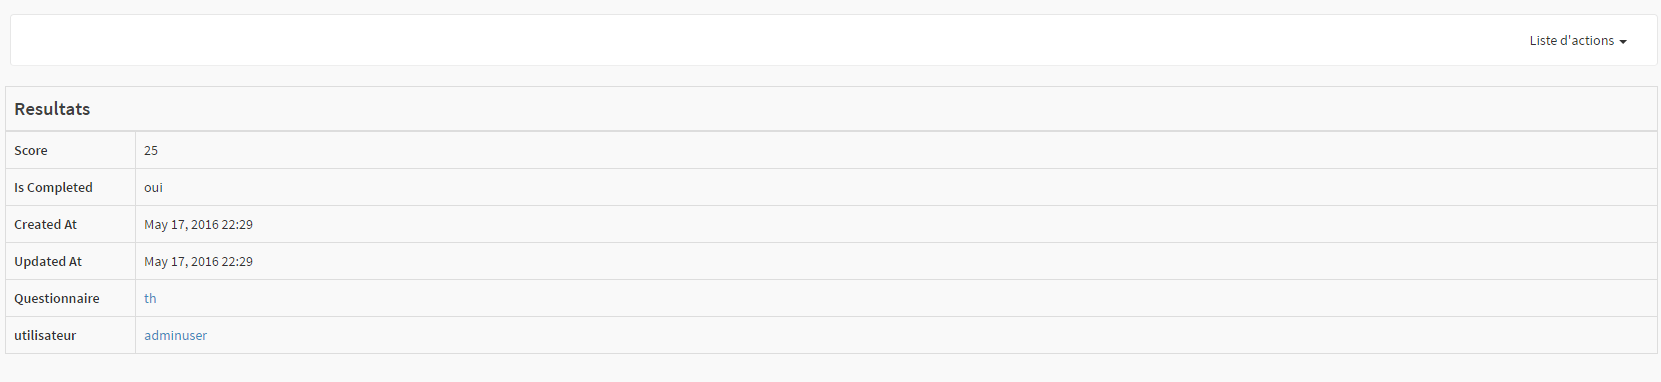 Liste d'actions
Resultats
Score 25
Is Completed oui
Created At May 17, 2016 22:29
Updated At May 17, 2016 22:29
Questionnaire th
utilisateur adminuser